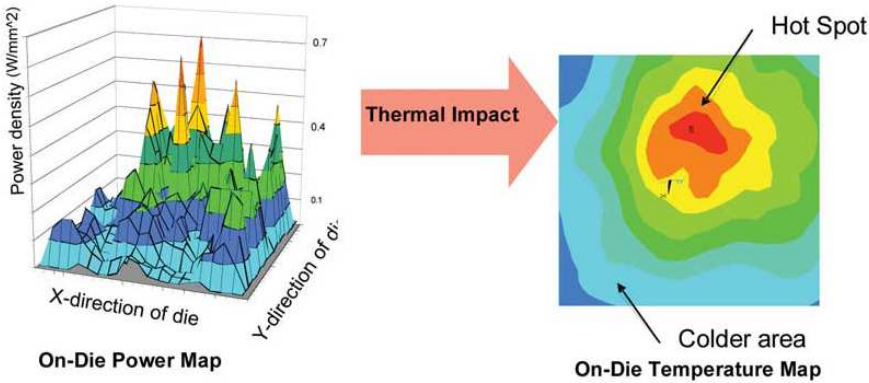 Power density (W/mm^2)
0.7
0.4
0.1
X-direction of die
Y-direction of di
On-Die Power Map
Thermal Impact
Hot Spot
Colder area
On-Die Temperature Map